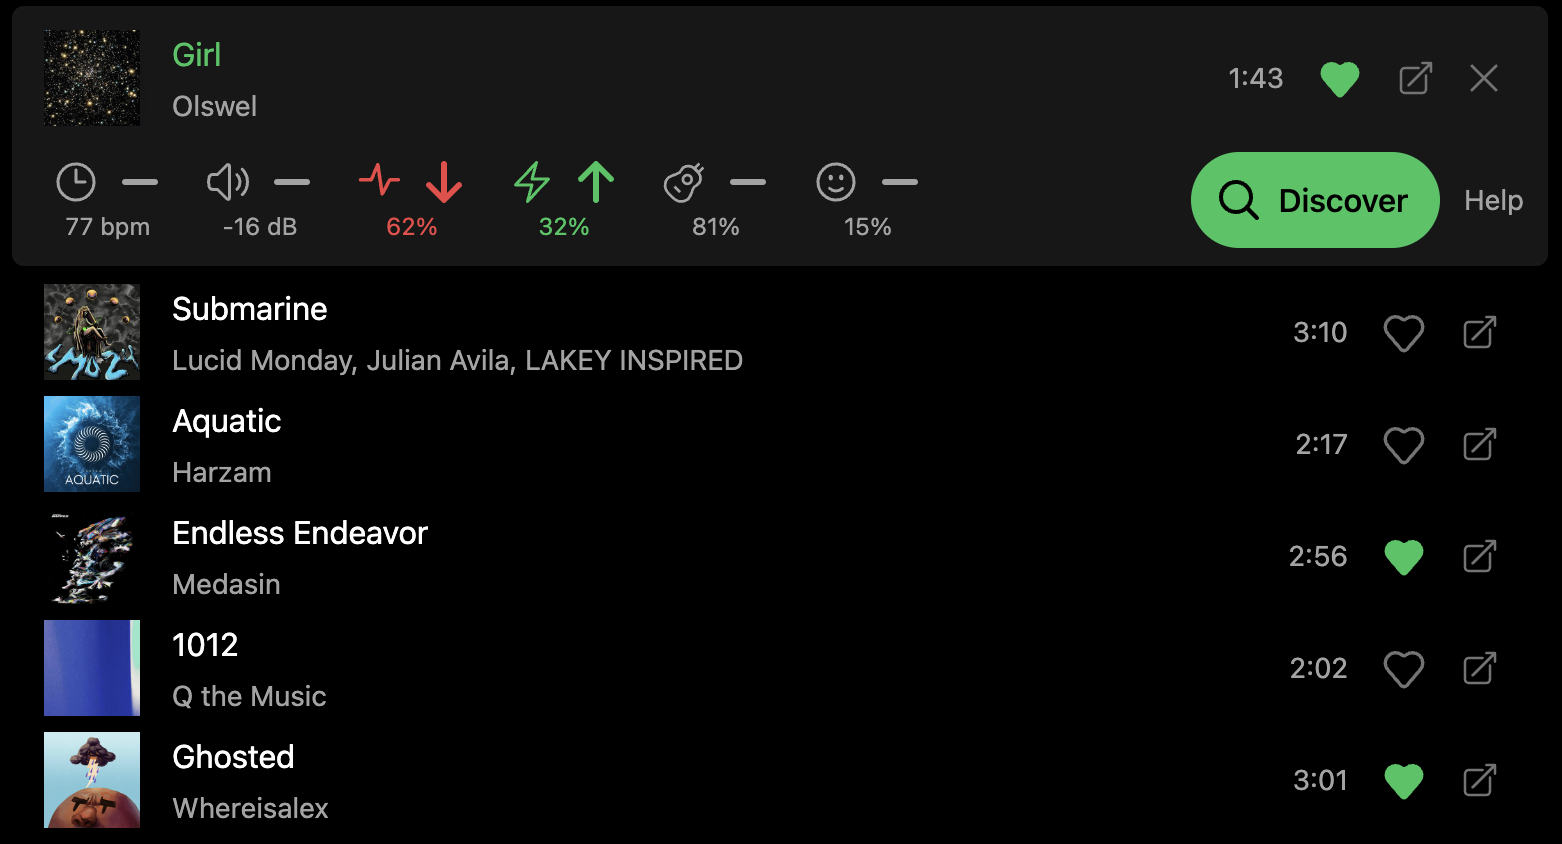 Girl
Olswel
1:43
77 bpm
-16 dB
62%
32%
81%
15%
Discover
Help
Submarine
Lucid Monday, Julian Avila, LAKEY INSPIRED
3:10
Aquatic
Harzam
2:17
AQUATIC
Endless Endeavor
Medasin
2:56
1012
Q the Music
2:02
Ghosted
Whereisalex
3:01